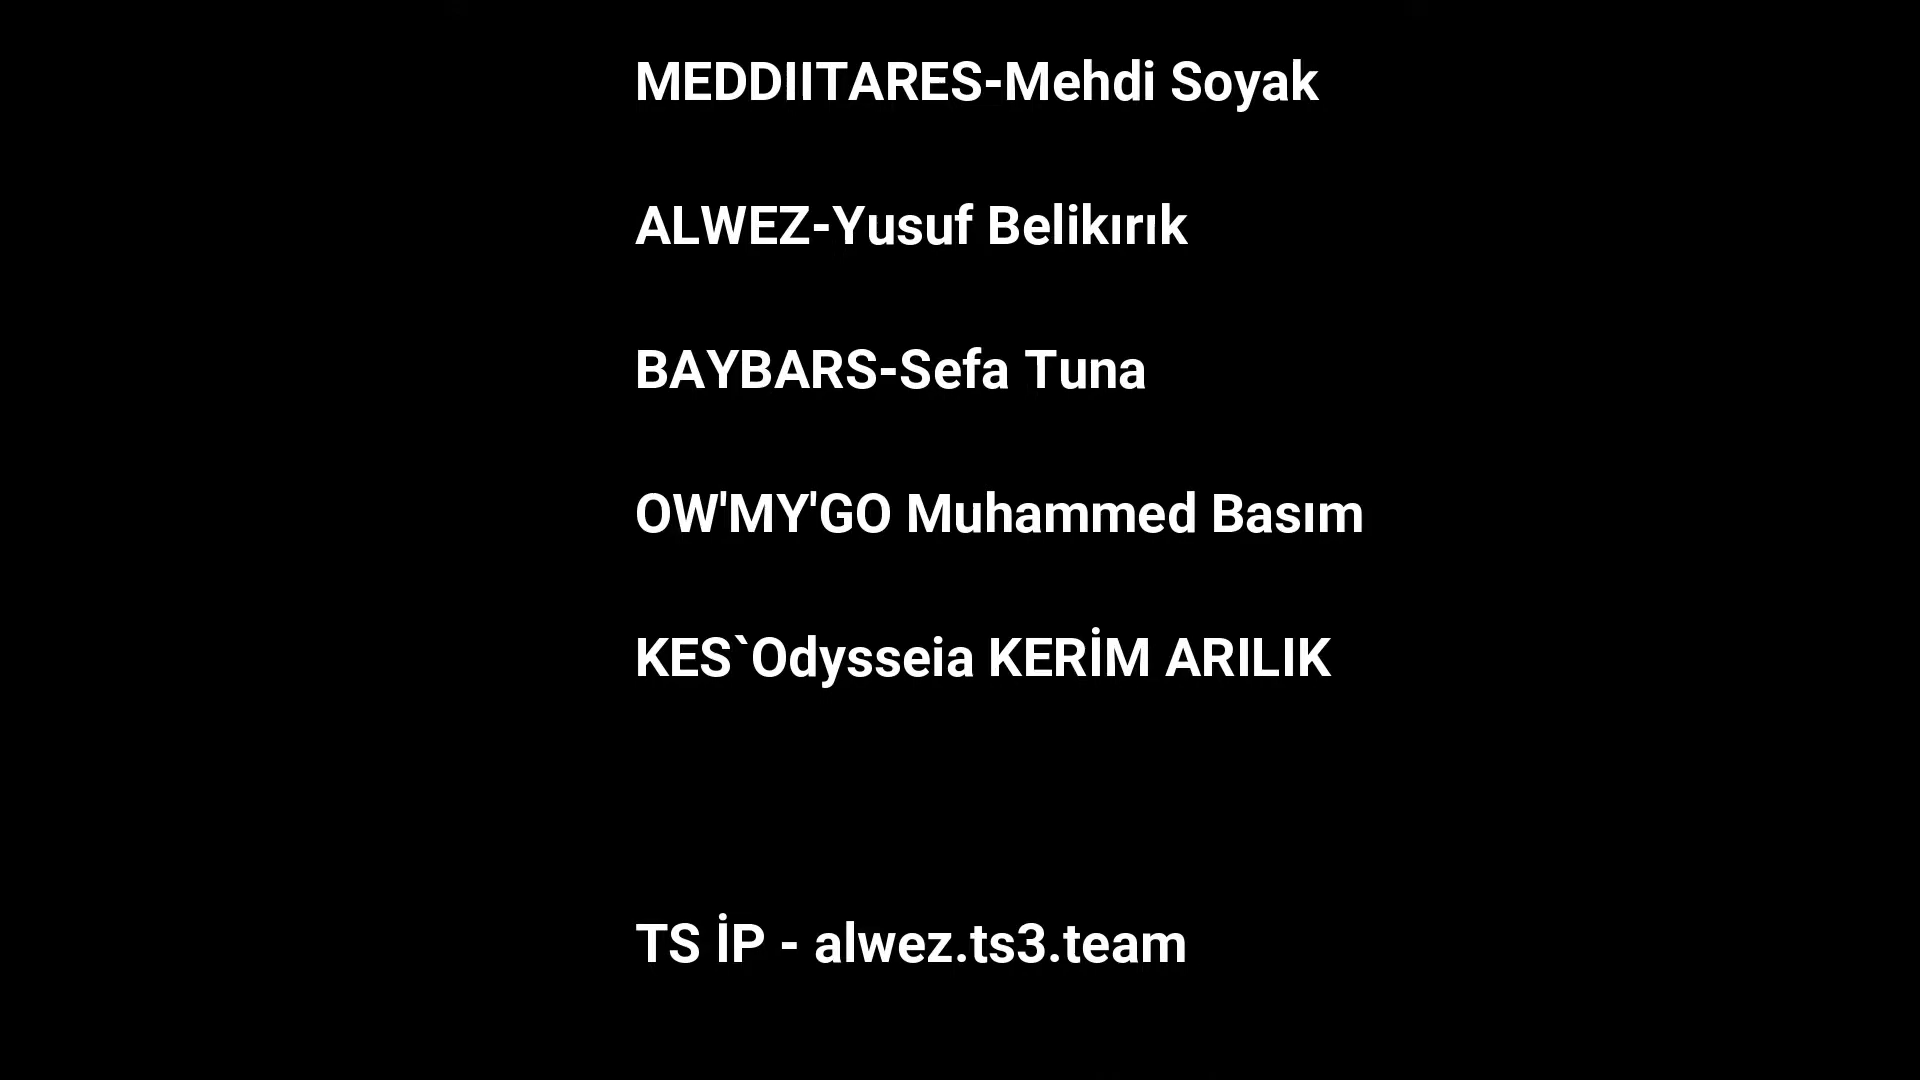 MEDDIITARES-Mehdi Soyak
ALWEZ-Yusuf Belikırık
BAYBARS-Sefa Tuna
OW'MY'GO Muhammed Basım
KES`Odysseia KERİM ARILIK
TS İP - alwez.ts3.team